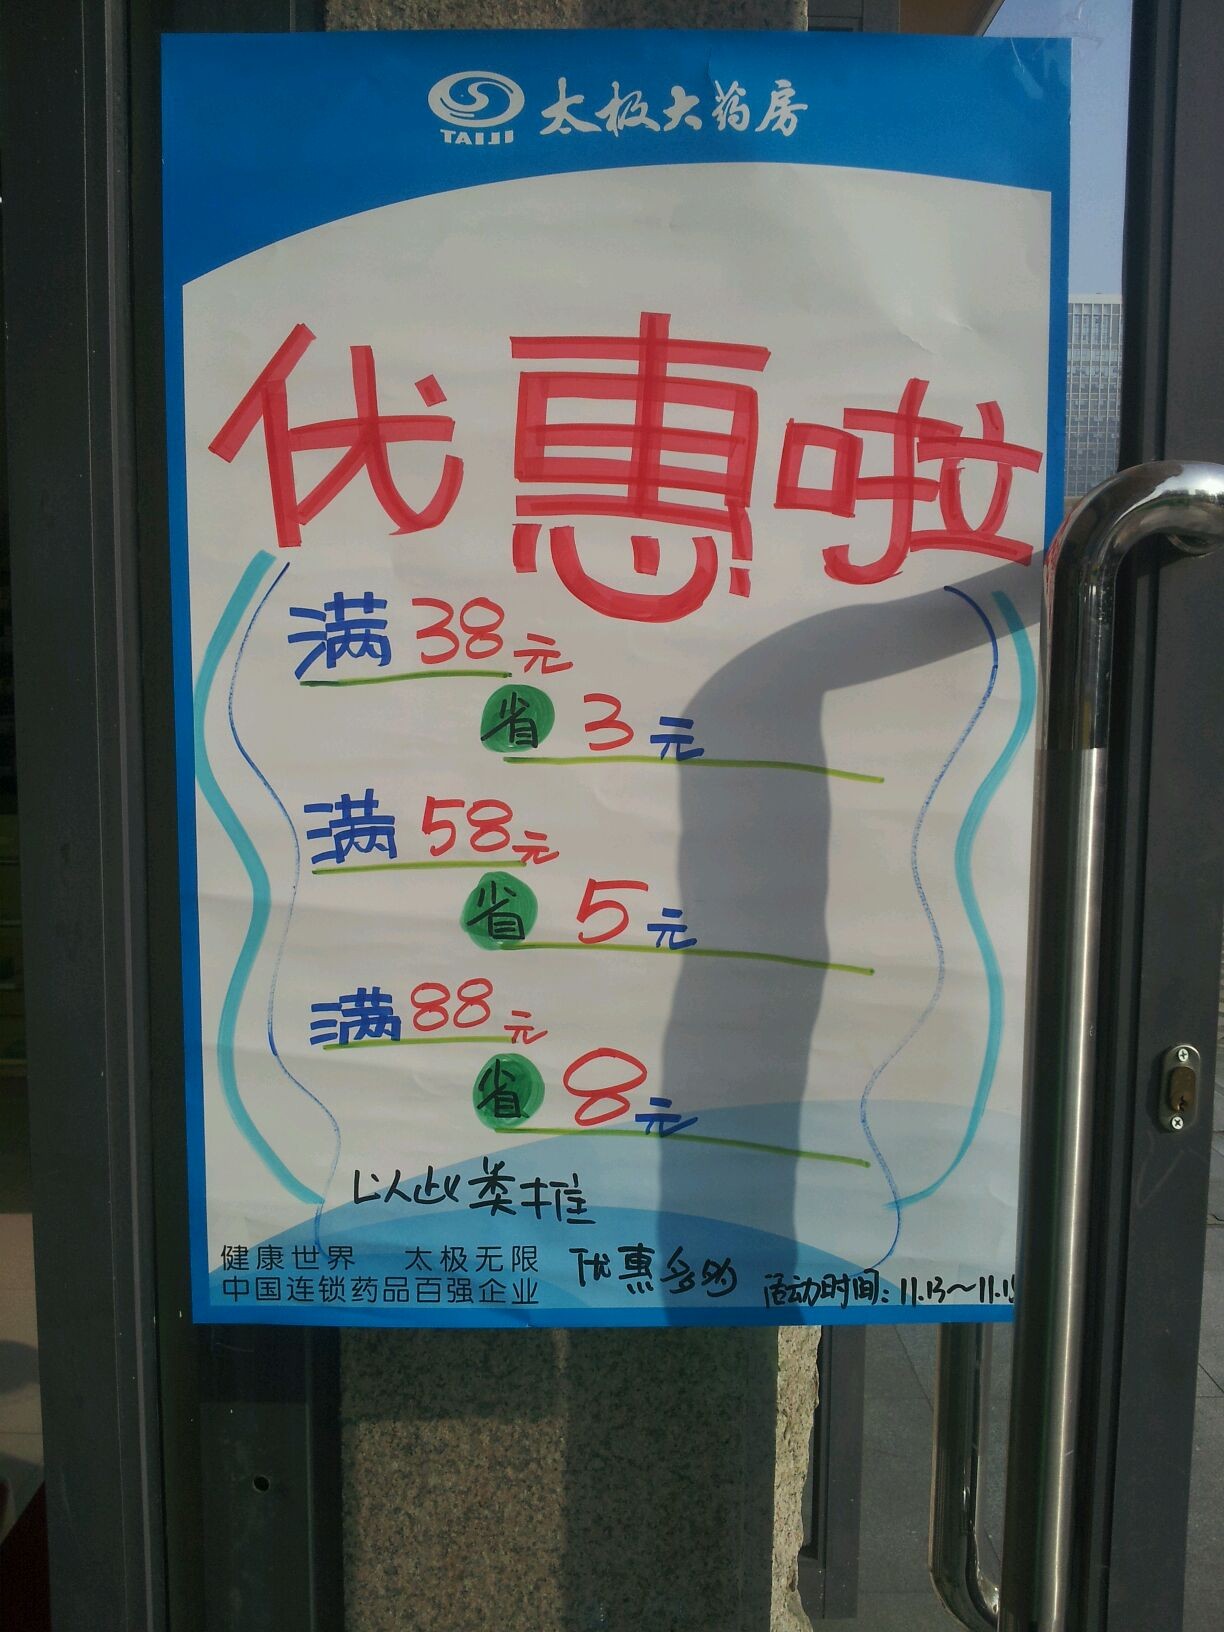 TAIJI 太极大药房
优惠啦
满38元
省3元
满58元
省5元
满88元
省8元
以此类推
优惠多多
健康世界 太极无限
中国连锁药品百强企业
活动时间:11.13～11.1